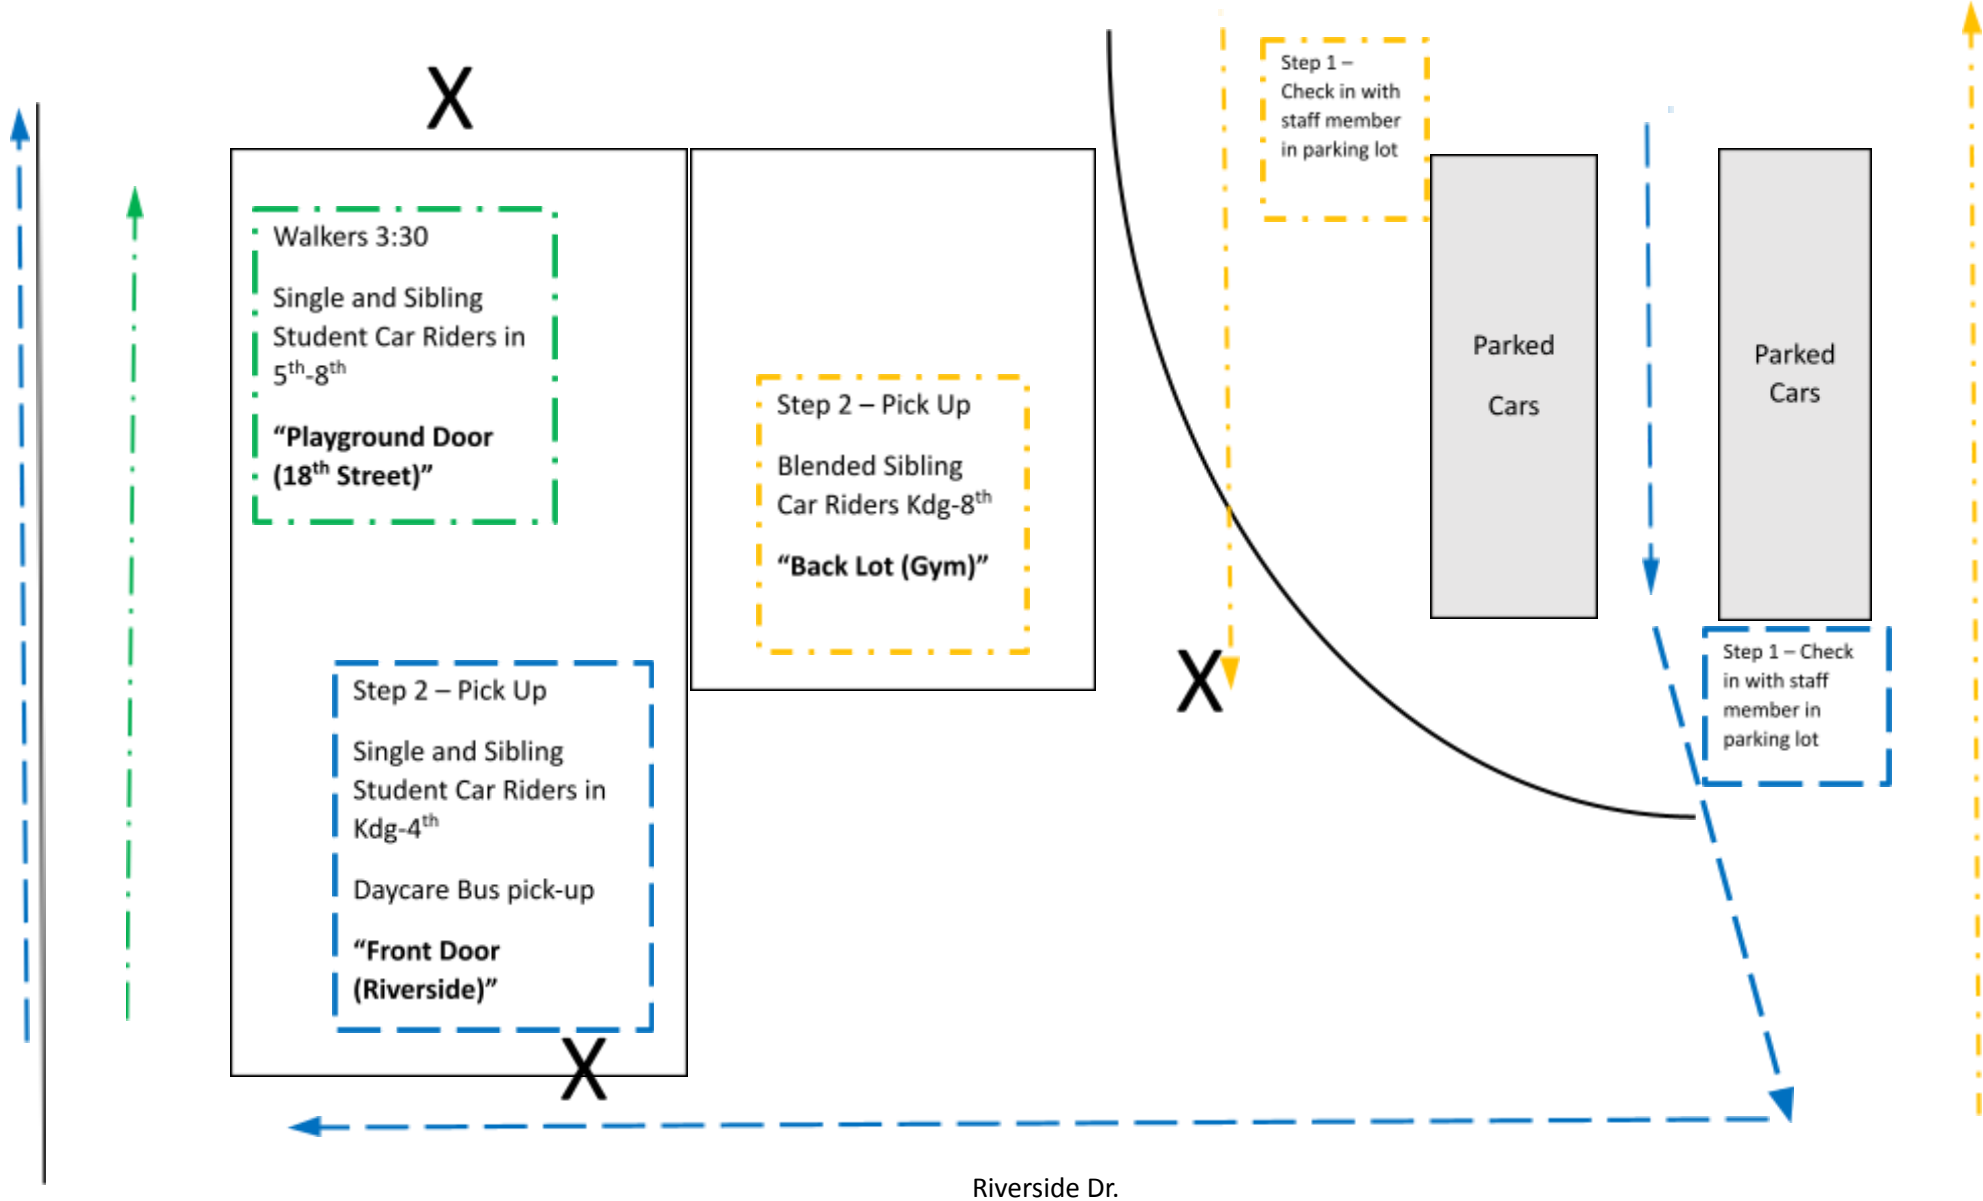 X
Walkers 3:30
Single and Sibling
Student Car Riders in
5th-8th
“Playground Door
(18th Street)”
Step 2 – Pick Up
Single and Sibling
Student Car Riders in
Kdg-4th
Daycare Bus pick-up
“Front Door
(Riverside)”
X
Step 2 – Pick Up
Blended Sibling
Car Riders Kdg-8th
“Back Lot (Gym)”
X
Step 1 –
Check in with
staff member
in parking lot
Parked
Cars
Parked
Cars
Step 1 – Check
in with staff
member in
parking lot
Riverside Dr.